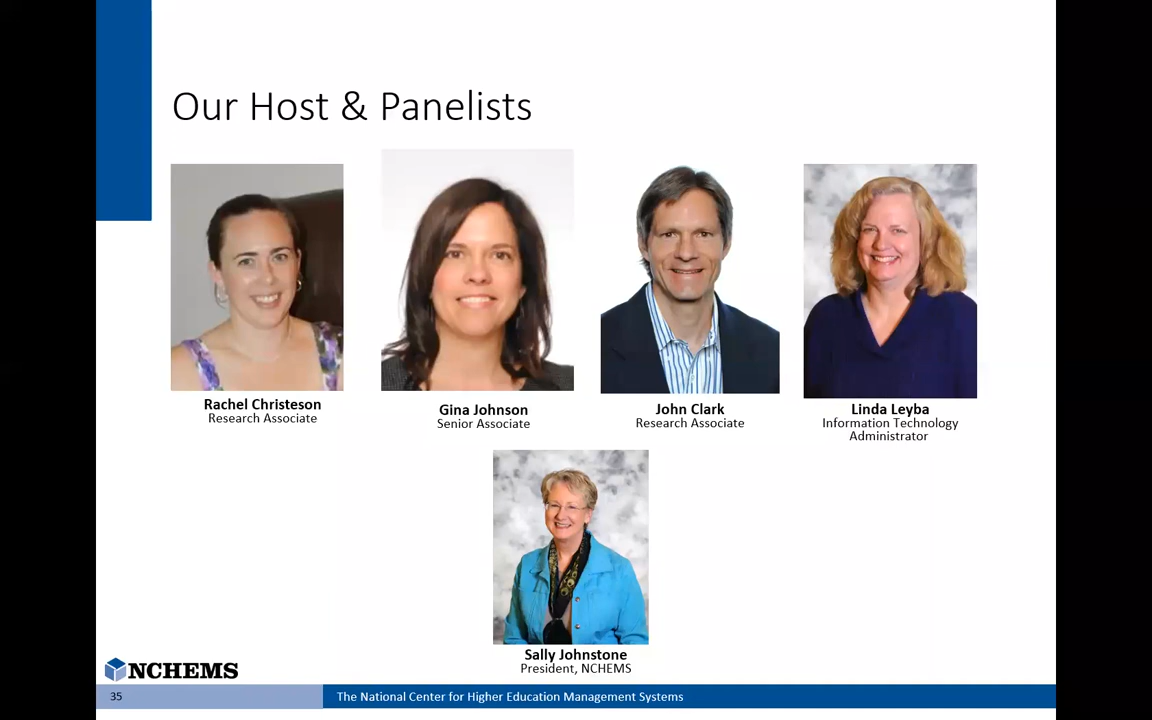 Our Host & Panelists
Rachel Christeson
Research Associate
Gina Johnson
Senior Associate
John Clark
Research Associate
Linda Leyba
Information Technology
Administrator
Sally Johnstone
President, NCHEMS
NCHEMS
35
The National Center for Higher Education Management Systems